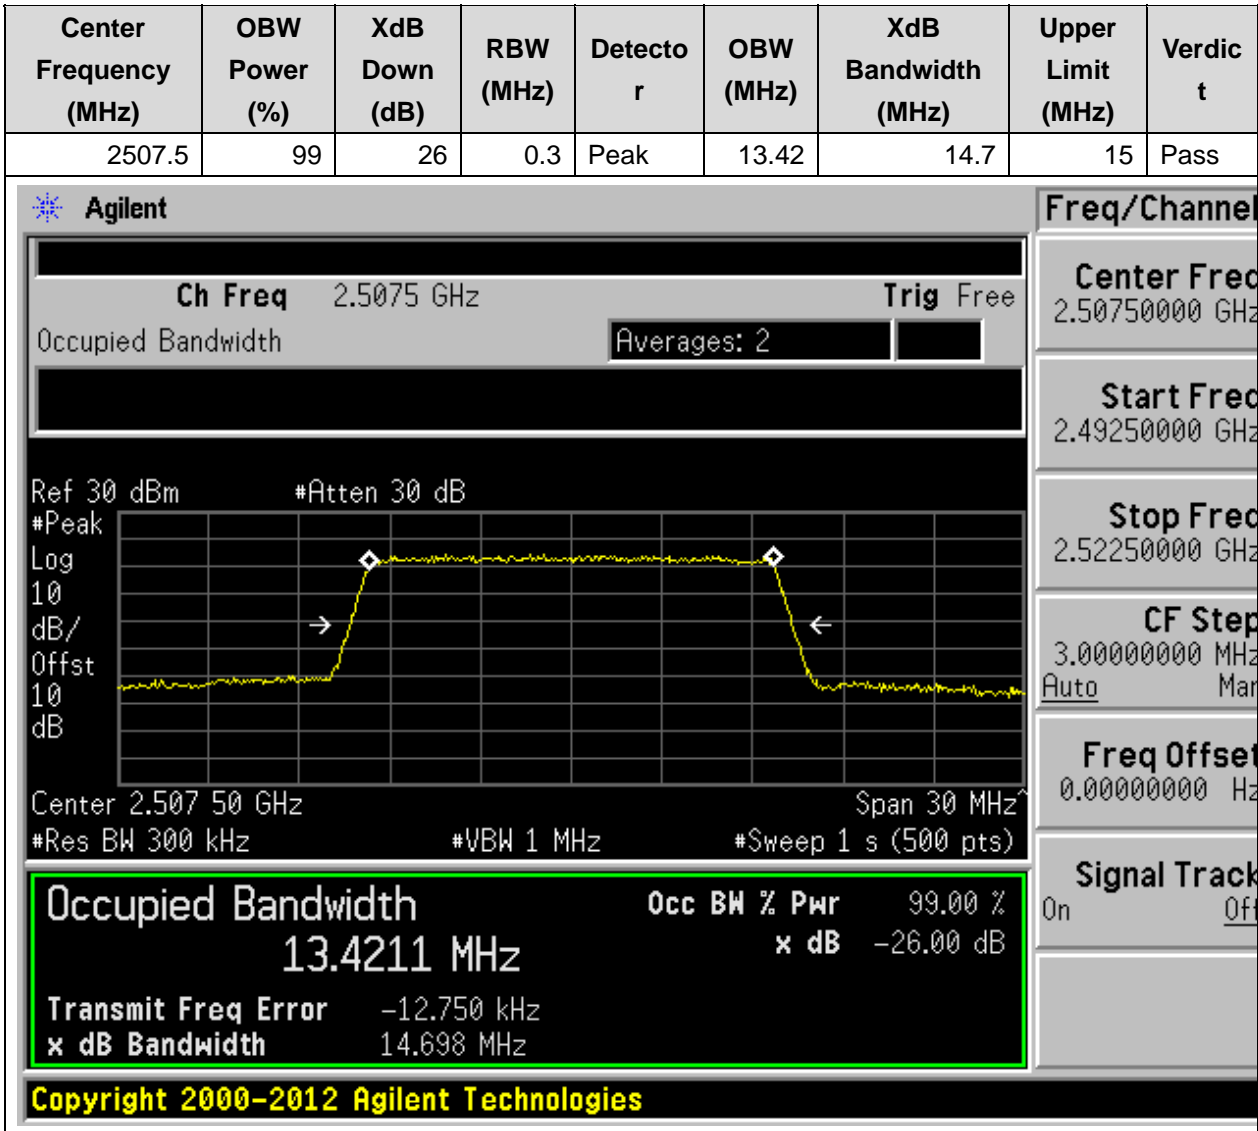 Center Frequency (MHz) OBW Power (%) XdB Down (dB) RBW (MHz) Detecto r OBW (MHz) XdB Bandwidth (MHz) Upper Limit (MHz) Verdic t
2507.5 99 26 0.3 Peak 13.42 14.7 15 Pass
Agilent
Freq/Channel
Ch Freq 2.5075 GHz Trig Free
Occupied Bandwidth Averages: 2
Center Freq
2.50750000 GHz
Start Freq
2.49250000 GHz
Stop Freq
2.52250000 GHz
CF Step
3.00000000 MHz
Auto Man
Freq Offset
0.00000000 Hz
Signal Track
On Off
Ref 30 dBm #Atten 30 dB
#Peak
Log
10
dB/
Offst
10
dB
Center 2.507 50 GHz Span 30 MHz^
#Res BW 300 kHz #VBW 1 MHz #Sweep 1 s (500 pts)
Occupied Bandwidth Occ BW % Pwr 99.00 %
13.4211 MHz x dB -26.00 dB
Transmit Freq Error -12.750 kHz
x dB Bandwidth 14.698 MHz
Copyright 2000-2012 Agilent Technologies